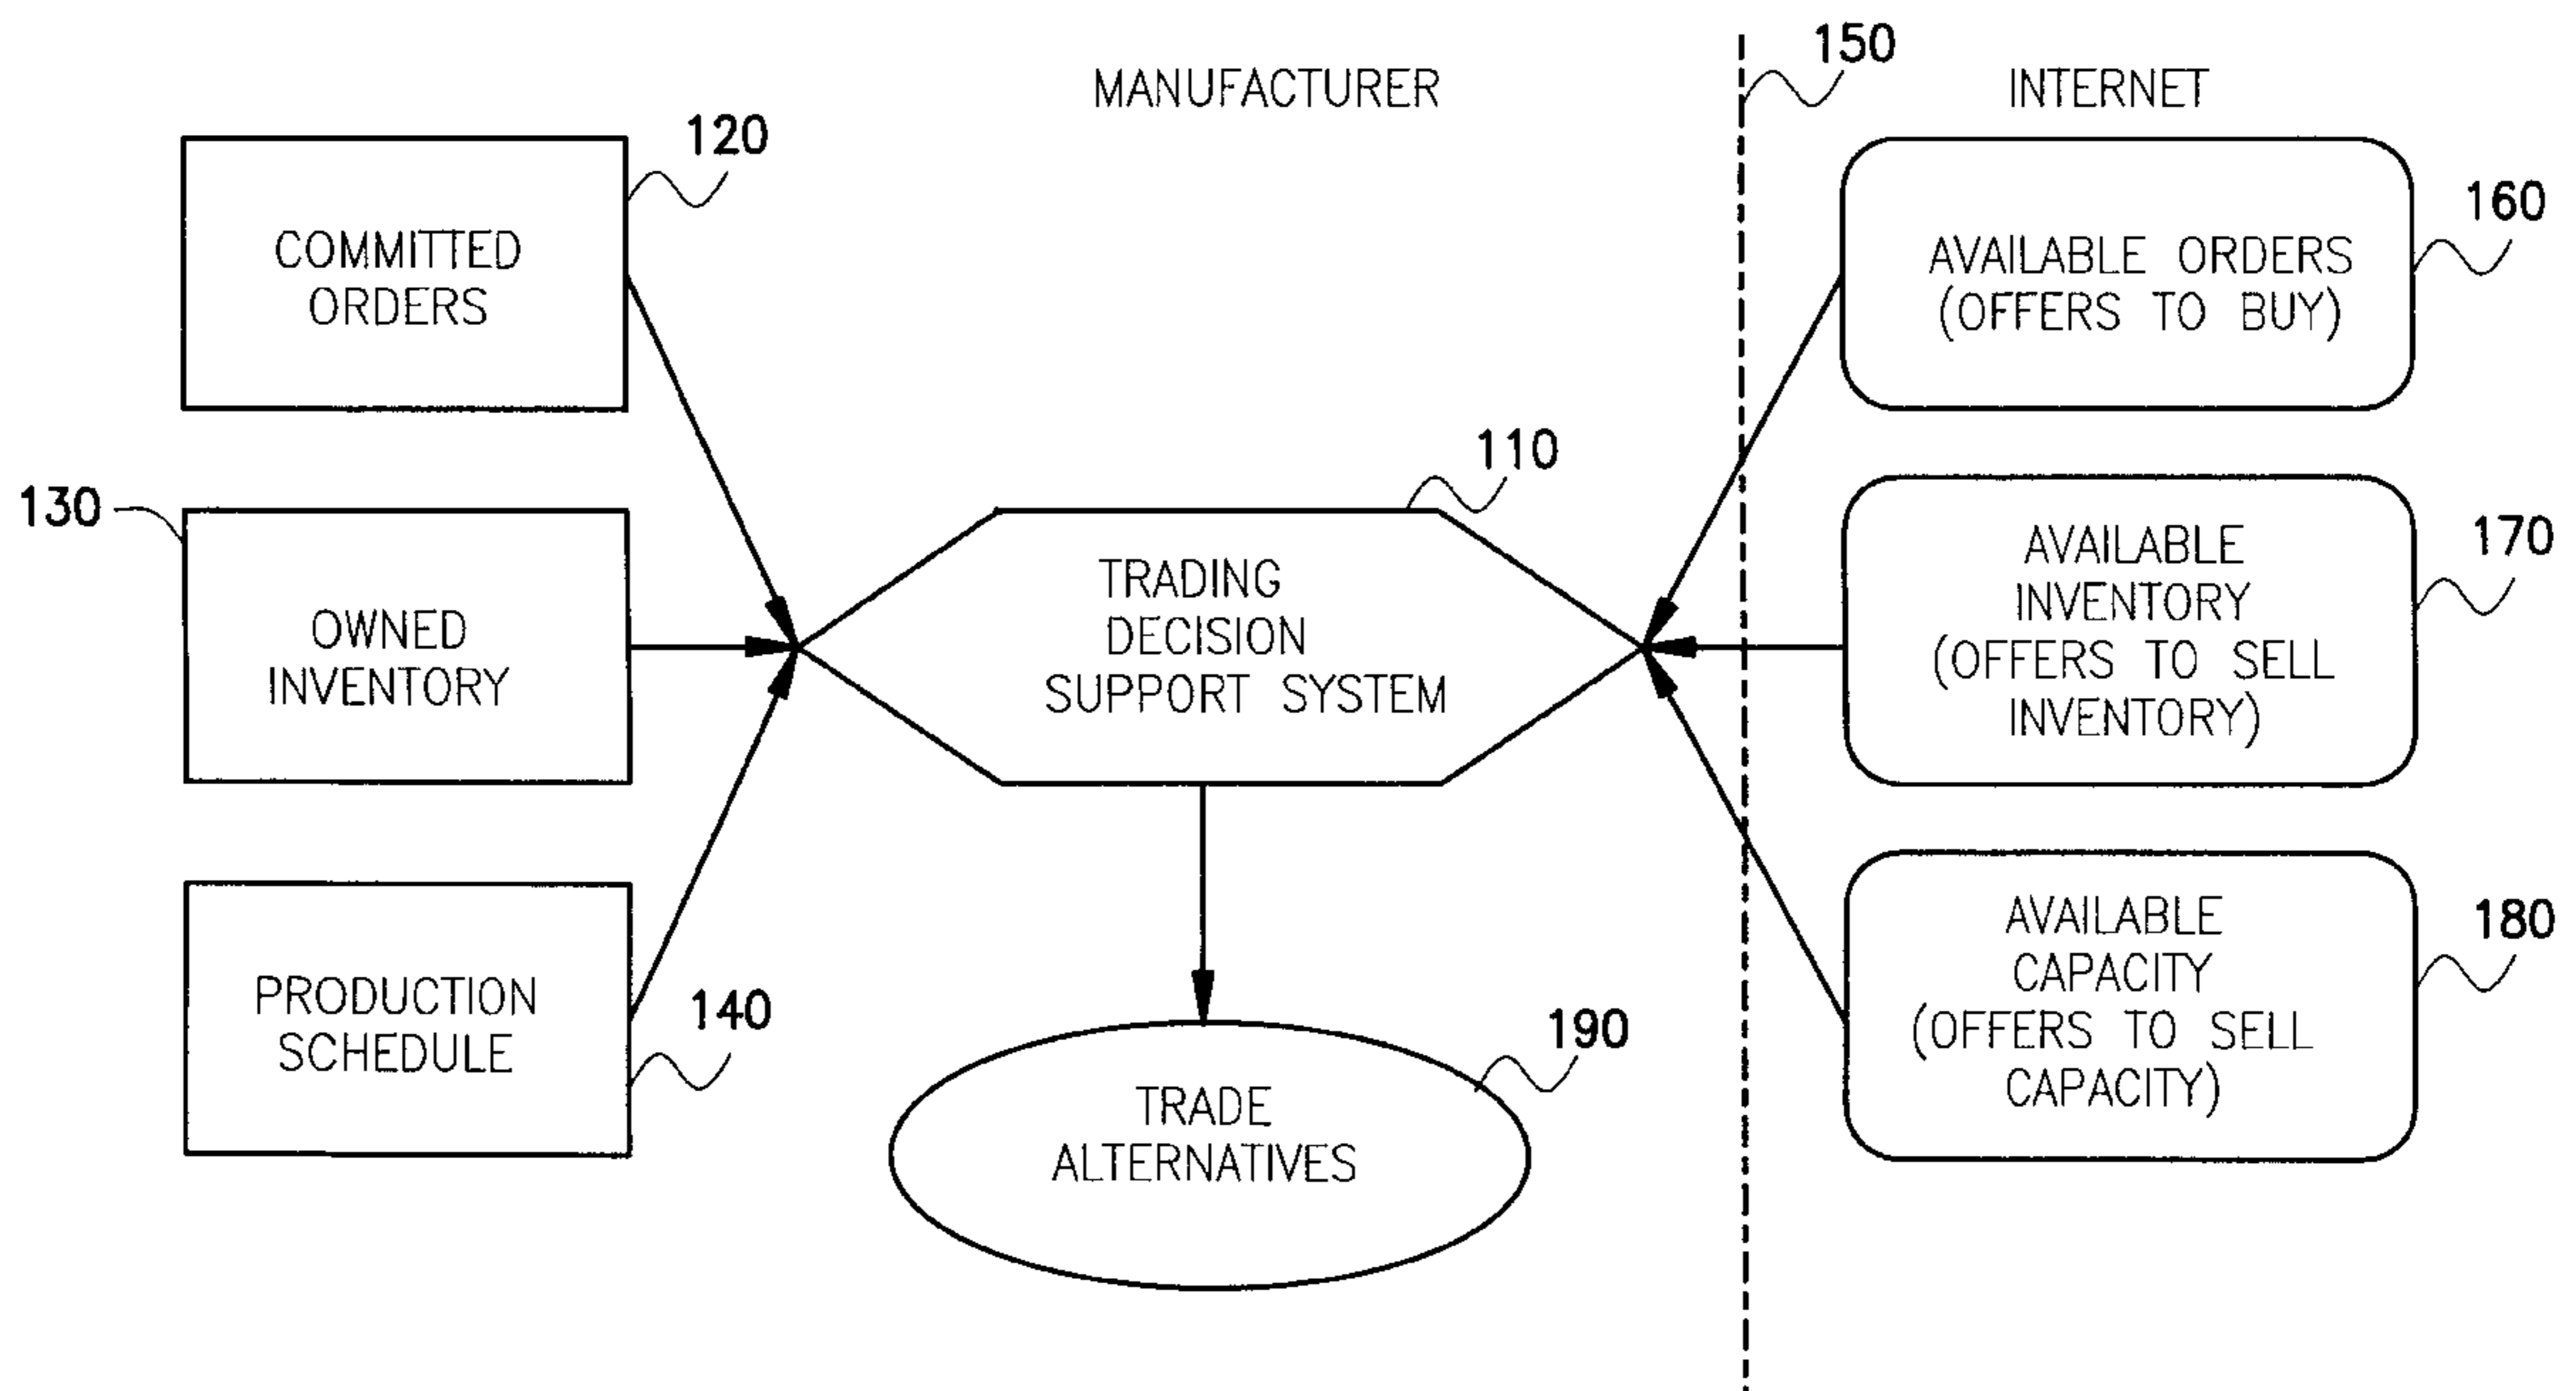 MANUFACTURER
150
INTERNET
120
COMMITTED
ORDERS
160
AVAILABLE ORDERS
(OFFERS TO BUY)
130
OWNED
INVENTORY
110
TRADING
DECISION
SUPPORT SYSTEM
170
AVAILABLE
INVENTORY
(OFFERS TO SELL
INVENTORY)
PRODUCTION
SCHEDULE
140
180
AVAILABLE
CAPACITY
(OFFERS TO SELL
CAPACITY)
190
TRADE
ALTERNATIVES